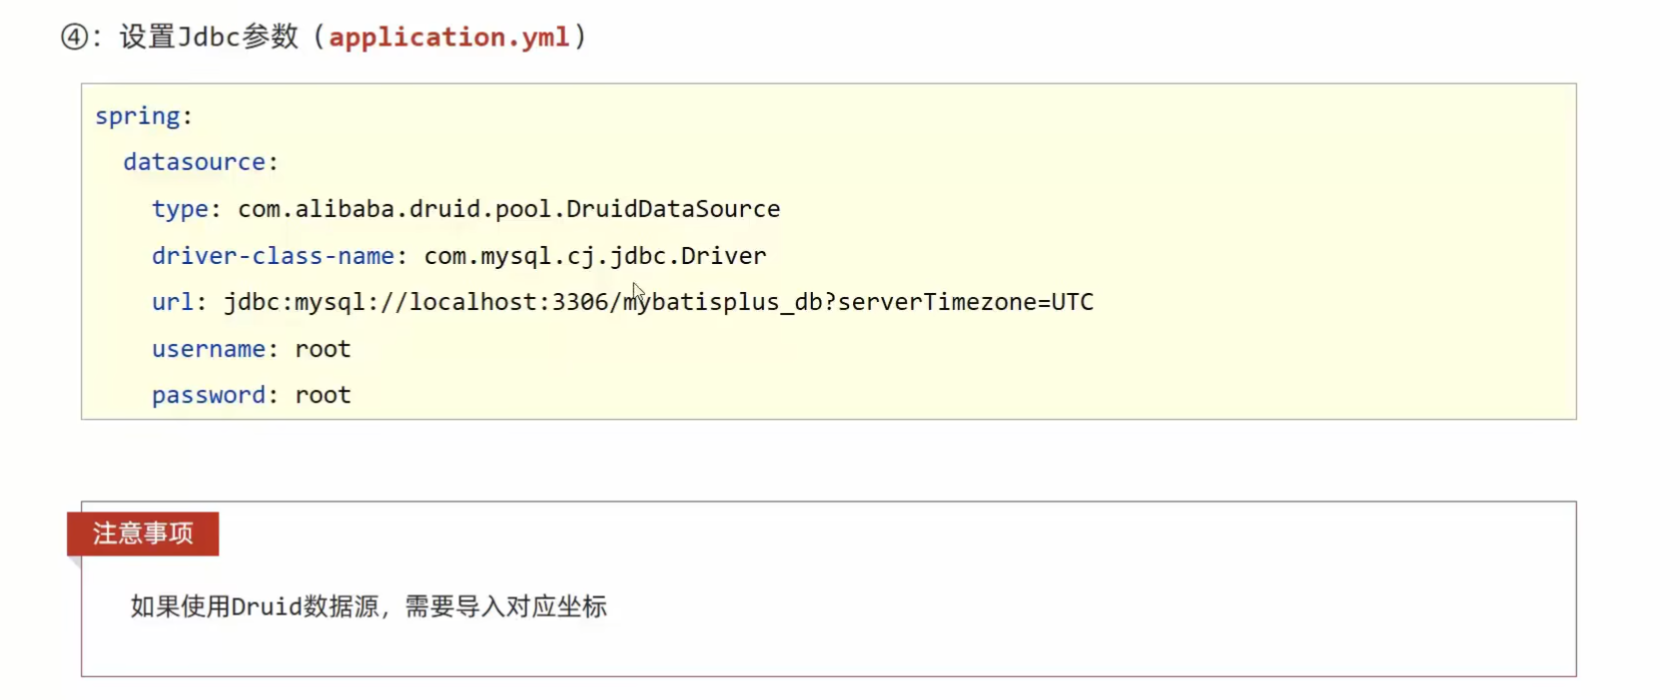 ④：设置Jdbc参数（application.yml）
spring:
  datasource:
    type: com.alibaba.druid.pool.DruidDataSource
    driver-class-name: com.mysql.cj.jdbc.Driver
    url: jdbc:mysql://localhost:3306/mybatisplus_db?serverTimezone=UTC
    username: root
    password: root
注意事项
如果使用Druid数据源，需要导入对应坐标